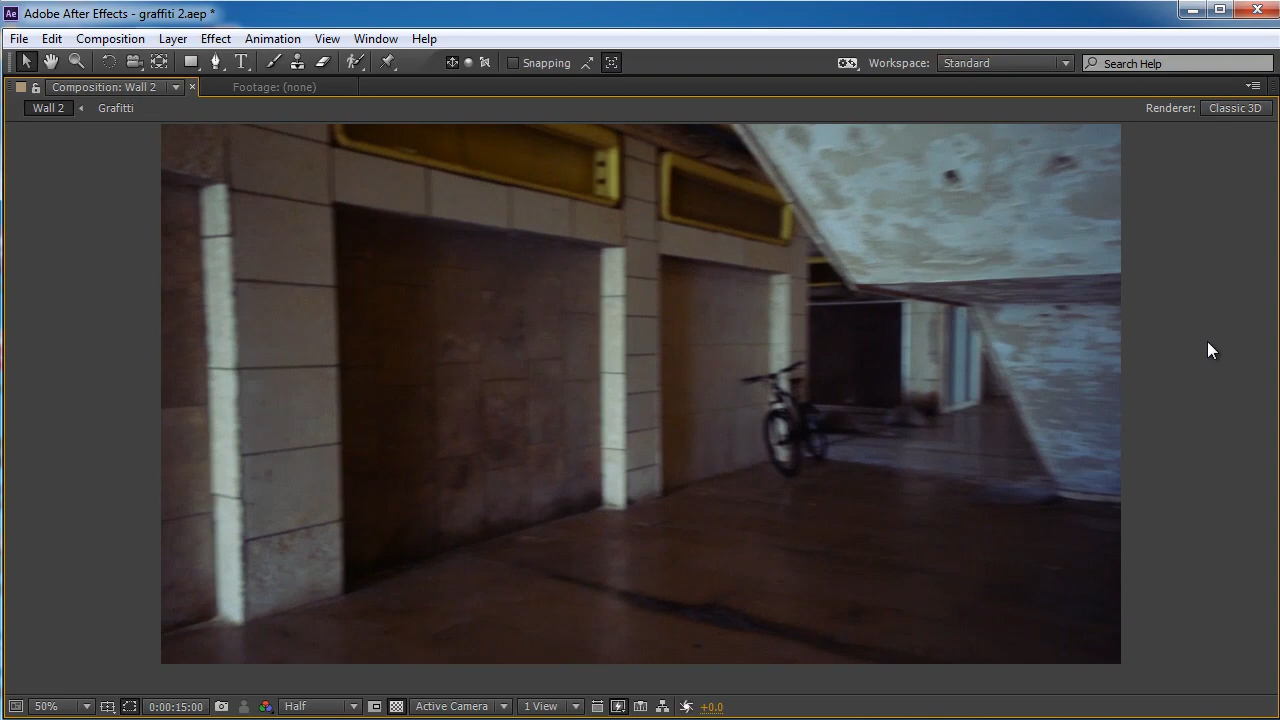 Ae Adobe After Effects - graffiti 2.aep *
File Edit Composition Layer Effect Animation View Window Help
T Snapping Workspace: Standard Search Help
Composition: Wall 2 Footage: (none)
Wall 2 Grafitti Renderer: Classic 3D
50% 0:00:15:00 Half Active Camera 1 View +0.0